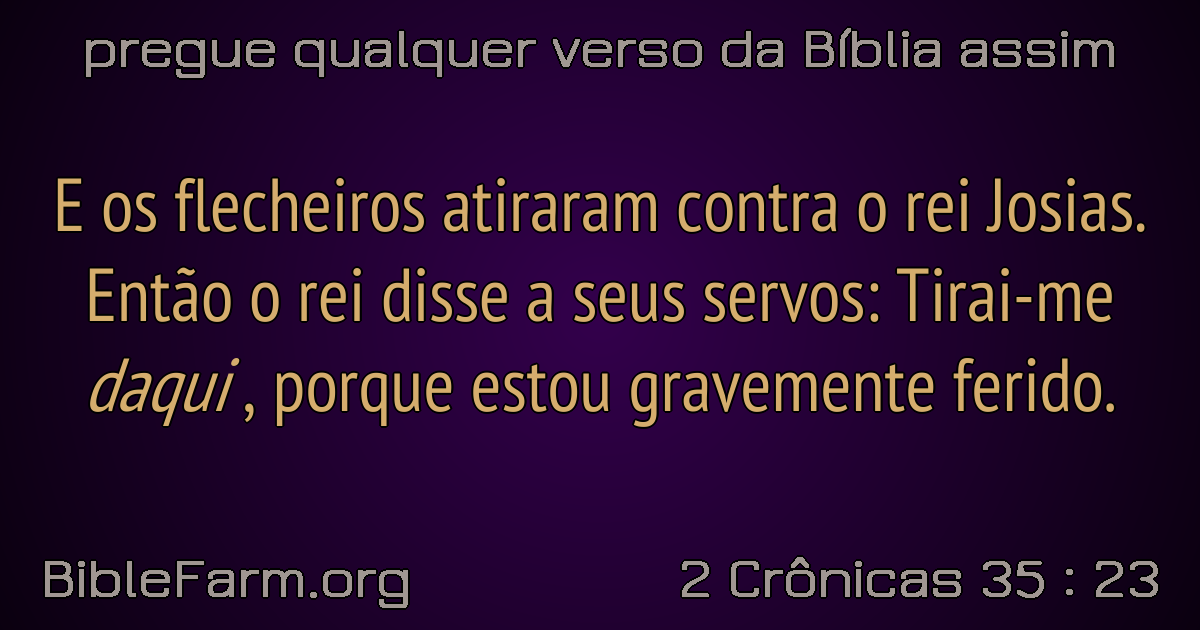 pregue qualquer verso da Bíblia assim
E os flecheiros atiraram contra o rei Josias.
Então o rei disse a seus servos: Tirai-me
daqui , porque estou gravemente ferido.
BibleFarm.org
2 Crônicas 35 : 23